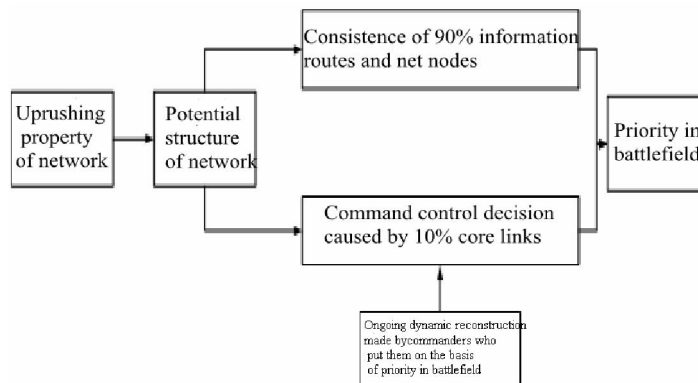 Uprushing
property
of network
Potential
structure
of network
Consistence of 90% information
routes and net nodes
Command control decision
caused by 10% core links
Priority in
battlefield
Ongoing dynamic reconstruction
made bycommanders who
put them on the basis
of priority in battlefield